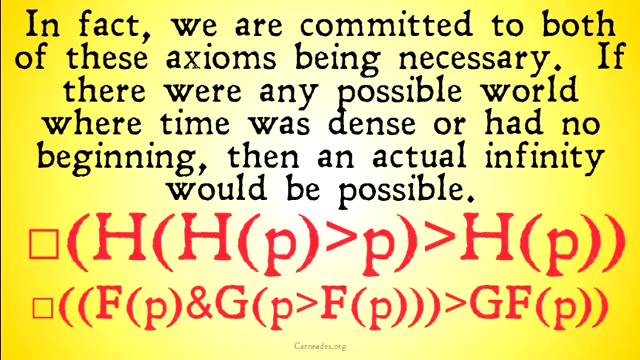 In fact, we are committed to both
of these axioms being necessary.  If
there were any possible world
where time was dense or had no
beginning, then an actual infinity
would be possible.
□(H(H(p)>p)>H(p))
□((F(p)&G(p>F(p)))>GF(p))
Carneades.org